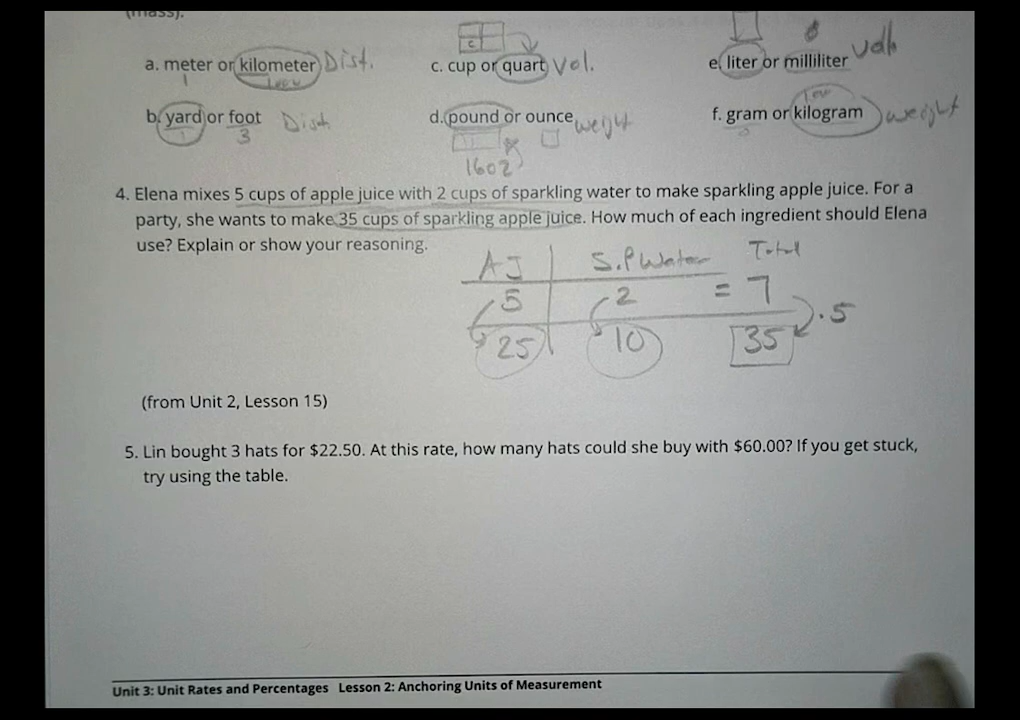 (mass).
a. meter or kilometer Dist.
1 1000
c. cup or quart Vol.
c
e. liter or milliliter
b. yard or foot Dist.
1 3
d. pound or ounce weight
16oz
f. gram or kilogram weight
4. Elena mixes 5 cups of apple juice with 2 cups of sparkling water to make sparkling apple juice. For a
party, she wants to make 35 cups of sparkling apple juice. How much of each ingredient should Elena
use? Explain or show your reasoning.
AJ S.P Water Total
5 2 = 7
25 10 35 · 5
(from Unit 2, Lesson 15)
5. Lin bought 3 hats for $22.50. At this rate, how many hats could she buy with $60.00? If you get stuck,
try using the table.
Unit 3: Unit Rates and Percentages Lesson 2: Anchoring Units of Measurement